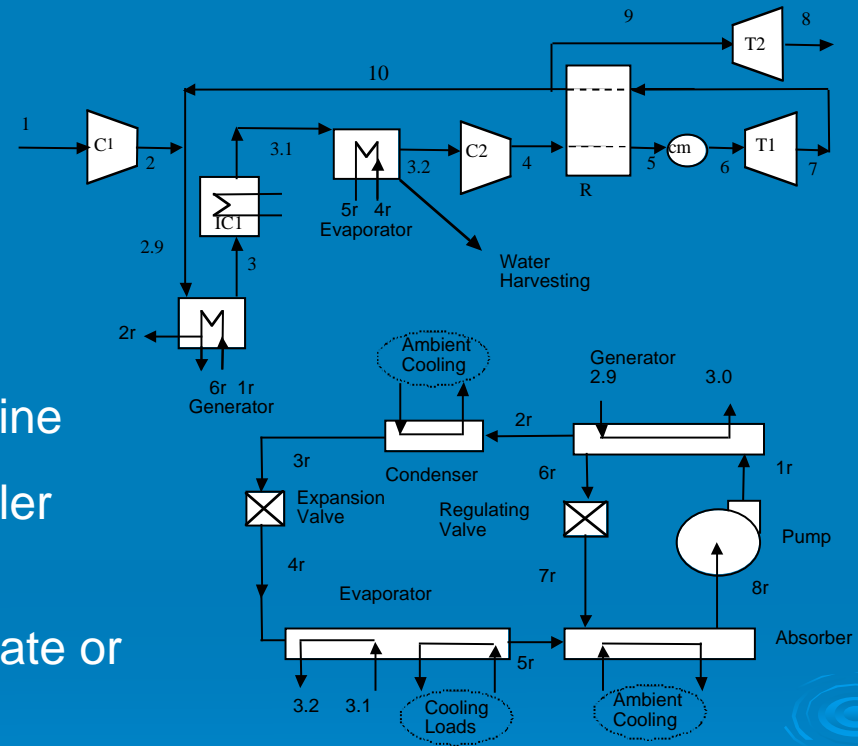 9
8
T2
10
1
C1
2
3.1
3.2
C2
4
5
cm
6
T1
7
R
IC1
5r 4r
Evaporator
2.9
3
Water
Harvesting
2r
6r 1r
Generator
Ambient
Cooling
Generator
2.9 3.0
ine
2r
3r
Condenser
6r
1r
ler
Expansion
Valve
Regulating
Valve
Pump
4r
7r
8r
Evaporator
ate or
5r
Absorber
3.2 3.1
Cooling
Loads
Ambient
Cooling